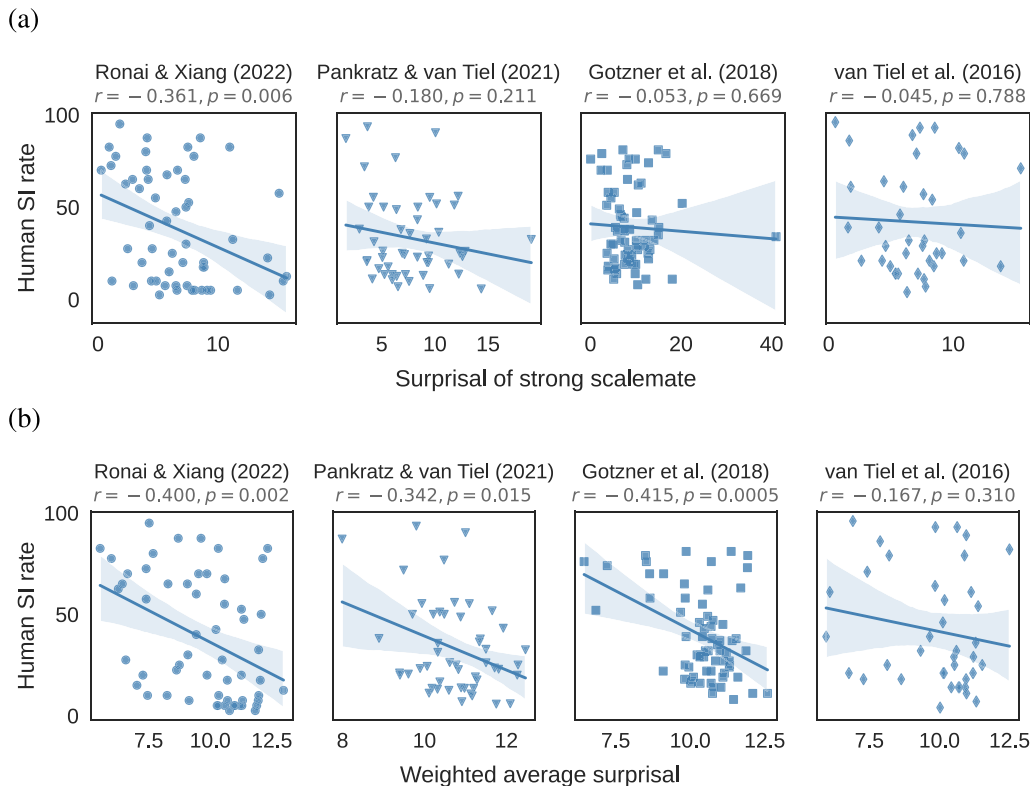 (a)
Ronai & Xiang (2022) Pankratz & van Tiel (2021) Gotzner et al. (2018) van Tiel et al. (2016)
r = −0.361, p = 0.006 r = −0.180, p = 0.211 r = −0.053, p = 0.669 r = −0.045, p = 0.788
100
50
0
Human SI rate
0 10 5 10 15 0 20 40 0 10
Surprisal of strong scalemate
(b)
Ronai & Xiang (2022) Pankratz & van Tiel (2021) Gotzner et al. (2018) van Tiel et al. (2016)
r = −0.400, p = 0.002 r = −0.342, p = 0.015 r = −0.415, p = 0.0005 r = −0.167, p = 0.310
100
50
0
Human SI rate
7.5 10.0 12.5 8 10 12 7.5 10.0 12.5 7.5 10.0 12.5
Weighted average surprisal